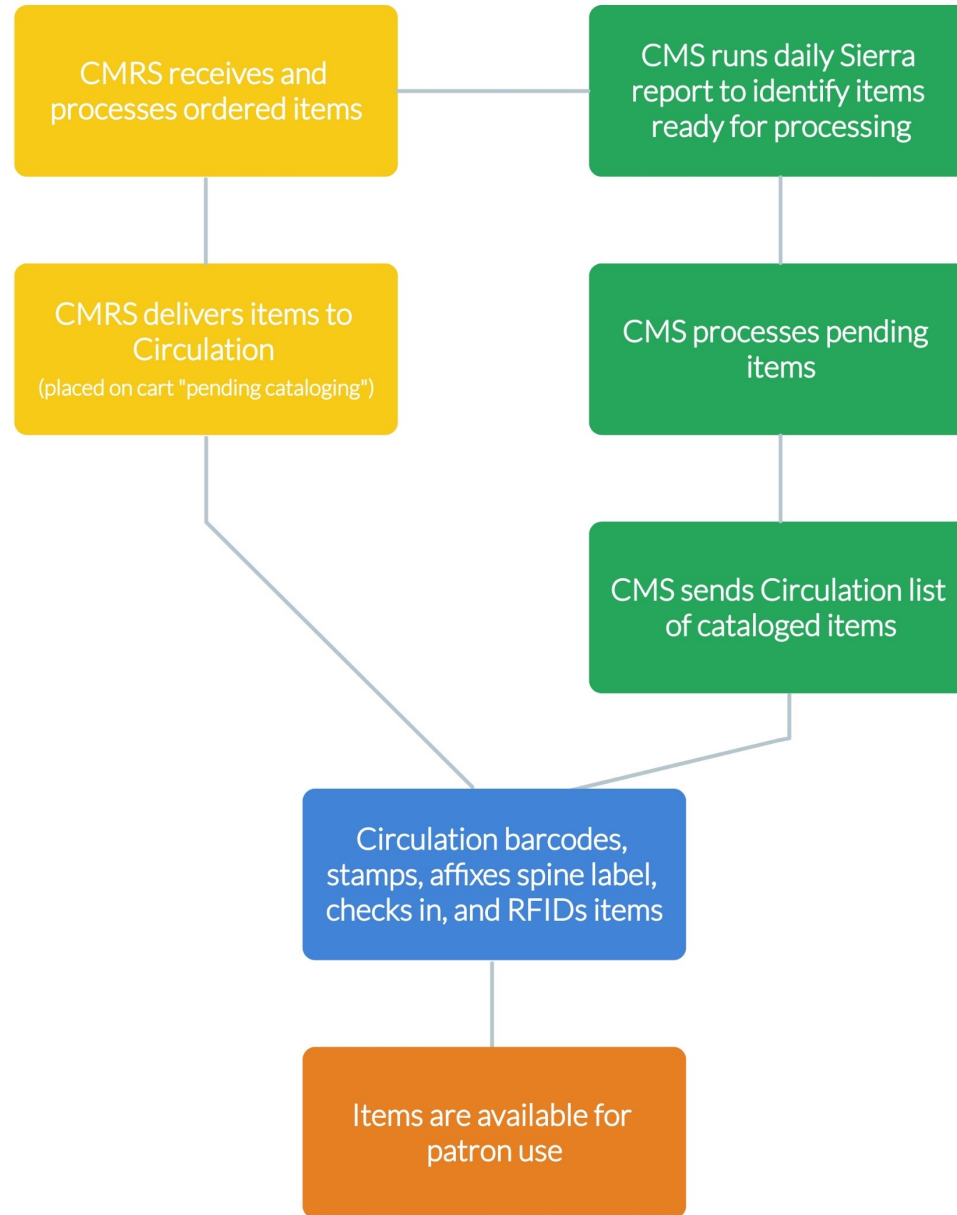 CMRS receives and
processes ordered items
CMS runs daily Sierra
report to identify items
ready for processing
CMRS delivers items to
Circulation
(placed on cart "pending cataloging")
CMS processes pending
items
CMS sends Circulation list
of cataloged items
Circulation barcodes,
stamps, affixes spine label,
checks in, and RFIDs items
Items are available for
patron use